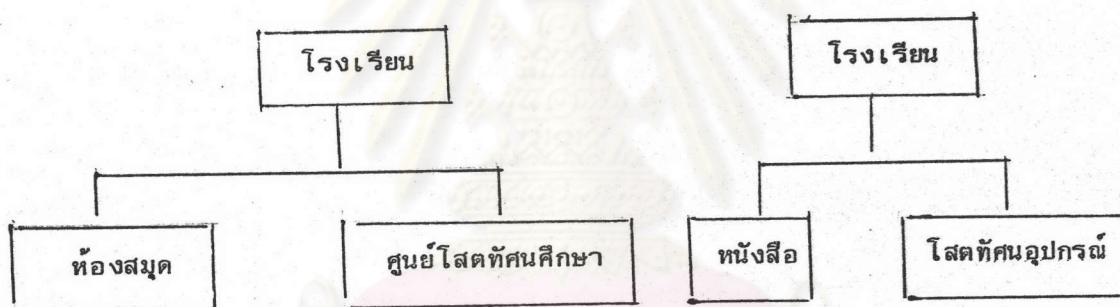 โรงเรียน
โรงเรียน
ห้องสมุด
ศูนย์โสตทัศนศึกษา
หนังสือ
โสตทัศนอุปกรณ์